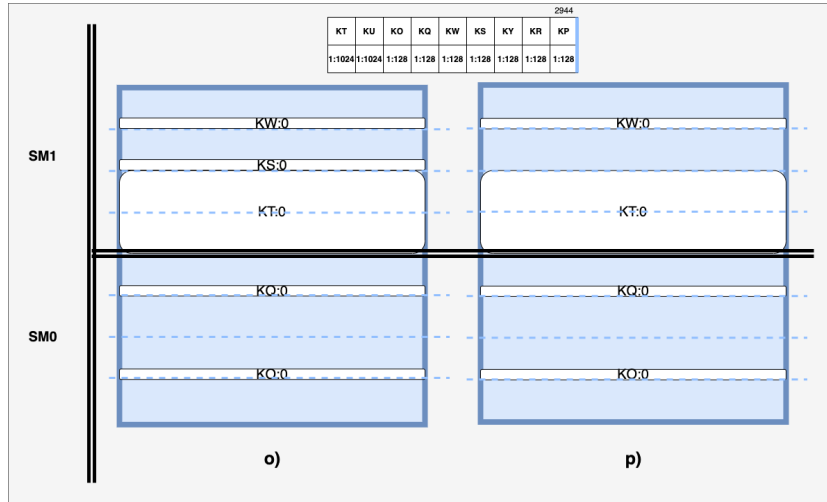 2944
KT KU KO KQ KW KS KY KR KP
1:1024 1:1024 1:128 1:128 1:128 1:128 1:128 1:128 1:128
KW:0 KW:0
SM1
KS:0
KT:0 KT:0
KQ:0 KQ:0
SM0
KO:0 KO:0
o) p)